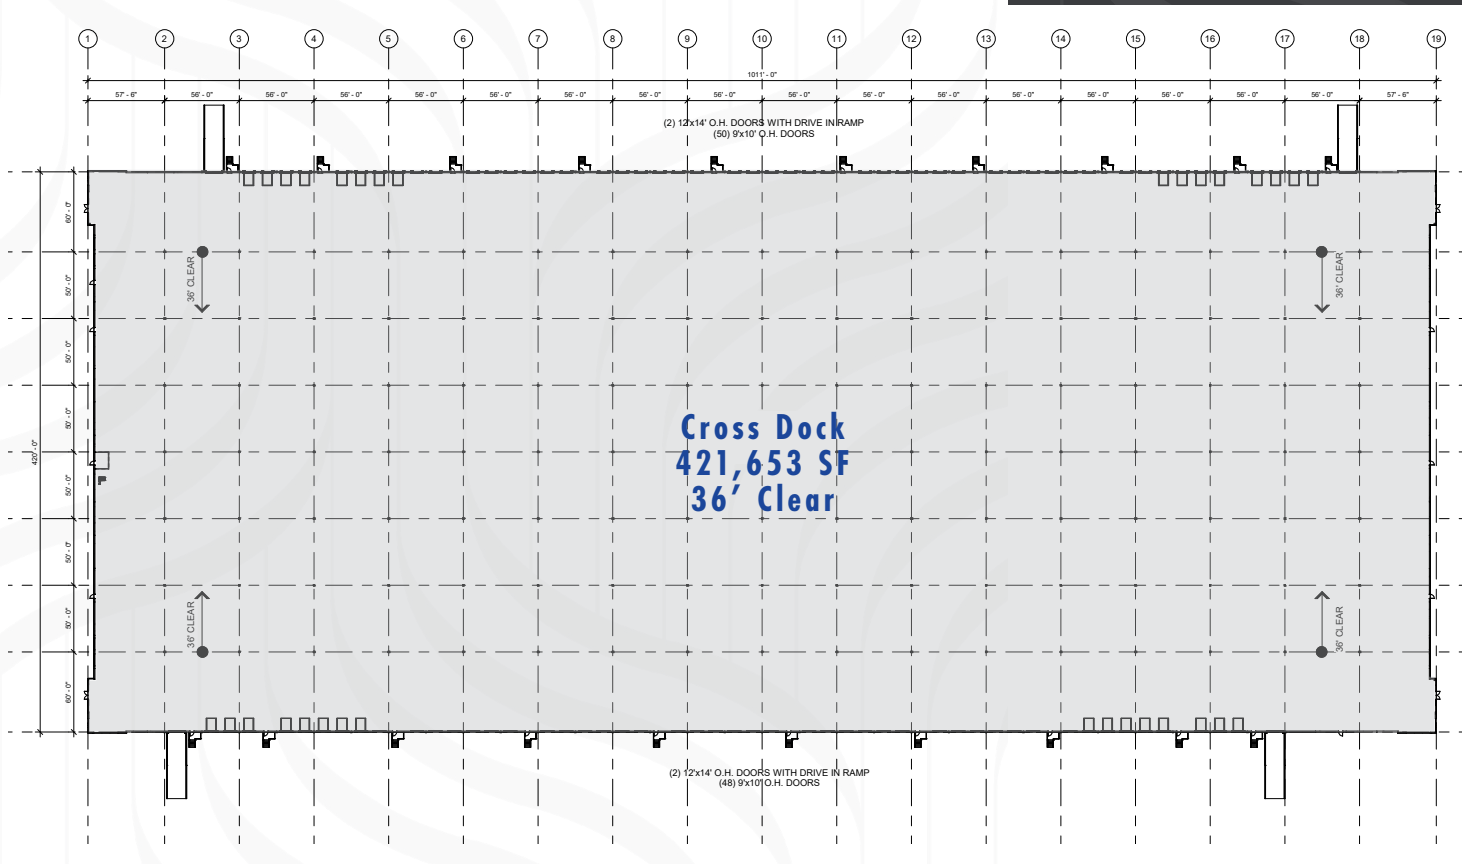 1 2 3 4 5 6 7 8 9 10 11 12 13 14 15 16 17 18 19
1011' - 0"
57' - 6" 56' - 0" 56' - 0" 56' - 0" 56' - 0" 56' - 0" 56' - 0" 56' - 0" 56' - 0" 56' - 0" 56' - 0" 56' - 0" 56' - 0" 56' - 0" 56' - 0" 56' - 0" 56' - 0" 57' - 6"
(2) 12'x14' O.H. DOORS WITH DRIVE IN RAMP
(50) 9'x10' O.H. DOORS
60' - 0"
50' - 0"
50' - 0"
50' - 0"
50' - 0"
50' - 0"
50' - 0"
60' - 0"
420' - 0"
36' CLEAR
36' CLEAR
Cross Dock
421,653 SF
36' Clear
36' CLEAR
36' CLEAR
(2) 12'x14' O.H. DOORS WITH DRIVE IN RAMP
(48) 9'x10' O.H. DOORS